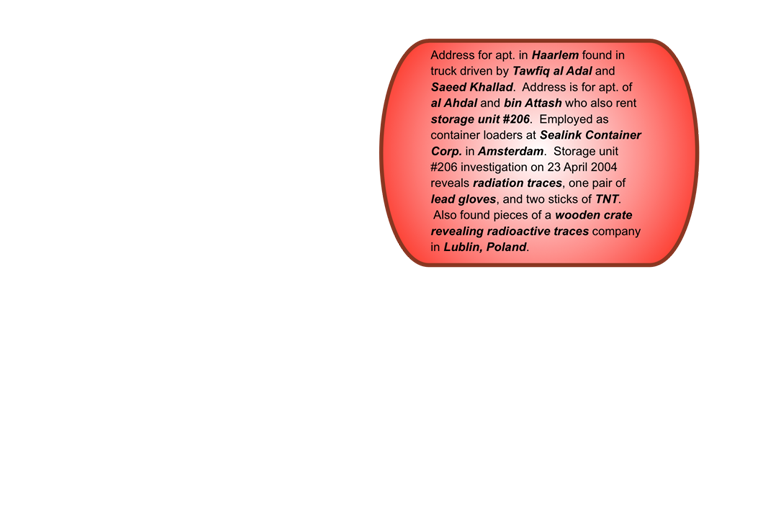 Address for apt. in Haarlem found in
truck driven by Tawfiq al Adal and
Saeed Khallad.  Address is for apt. of
al Ahdal and bin Attash who also rent
storage unit #206.  Employed as
container loaders at Sealink Container
Corp. in Amsterdam.  Storage unit
#206 investigation on 23 April 2004
reveals radiation traces, one pair of
lead gloves, and two sticks of TNT.
Also found pieces of a wooden crate
revealing radioactive traces company
in Lublin, Poland.